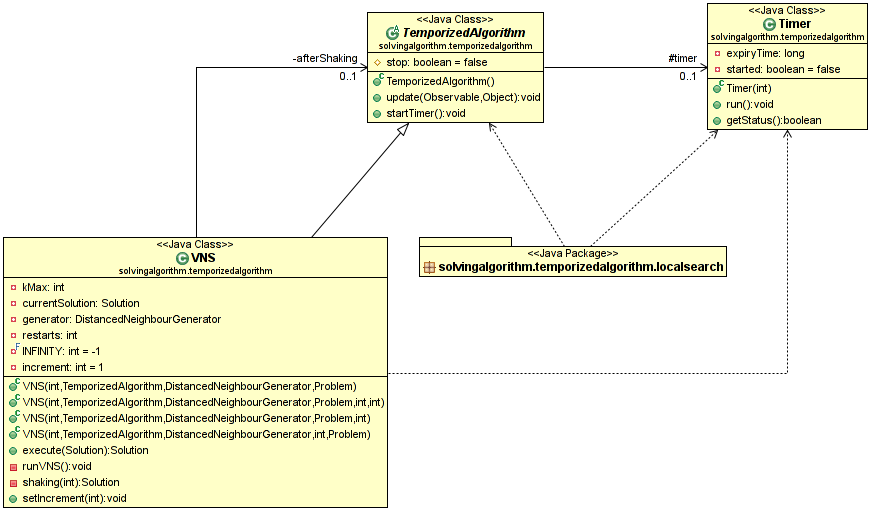 <<Java Class>>
TemporizedAlgorithm
solvingalgorithm.temporizedalgorithm
stop: boolean = false
TemporizedAlgorithm()
update(Observable,Object):void
startTimer():void
<<Java Class>>
Timer
solvingalgorithm.temporizedalgorithm
expiryTime: long
started: boolean = false
Timer(int)
run():void
getStatus():boolean
-afterShaking
0..1
#timer
0..1
<<Java Class>>
VNS
solvingalgorithm.temporizedalgorithm
kMax: int
currentSolution: Solution
generator: DistancedNeighbourGenerator
restarts: int
INFINITY: int = -1
increment: int = 1
VNS(int,TemporizedAlgorithm,DistancedNeighbourGenerator,Problem)
VNS(int,TemporizedAlgorithm,DistancedNeighbourGenerator,Problem,int,int)
VNS(int,TemporizedAlgorithm,DistancedNeighbourGenerator,Problem,int)
VNS(int,TemporizedAlgorithm,DistancedNeighbourGenerator,int,Problem)
execute(Solution):Solution
runVNS():void
shaking(int):Solution
setIncrement(int):void
<<Java Package>>
solvingalgorithm.temporizedalgorithm.localsearch